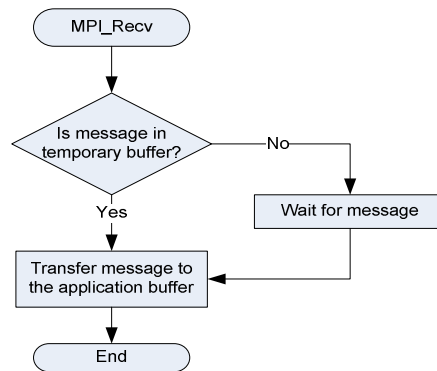 MPI_Recv
Is message in
temporary buffer?
No
Yes
Wait for message
Transfer message to
the application buffer
End